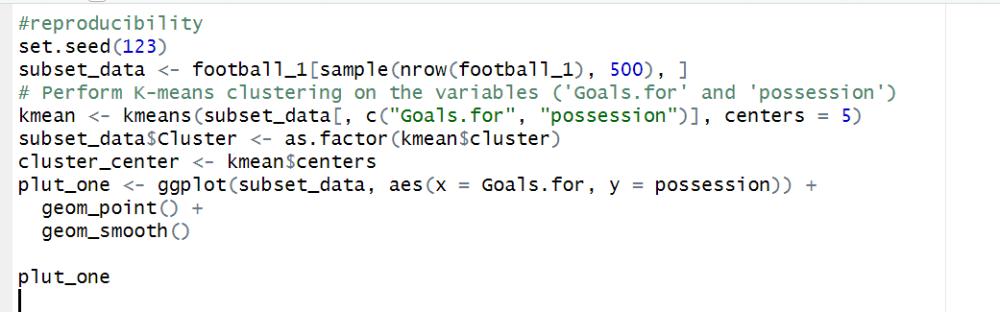 #reproducibility
set.seed(123)
subset_data <- football_1[sample(nrow(football_1), 500), ]
# Perform K-means clustering on the variables ('Goals.for' and 'possession')
kmean <- kmeans(subset_data[, c("Goals.for", "possession")], centers = 5)
subset_data$Cluster <- as.factor(kmean$cluster)
cluster_center <- kmean$centers
plut_one <- ggplot(subset_data, aes(x = Goals.for, y = possession)) +
  geom_point() +
  geom_smooth()
plut_one